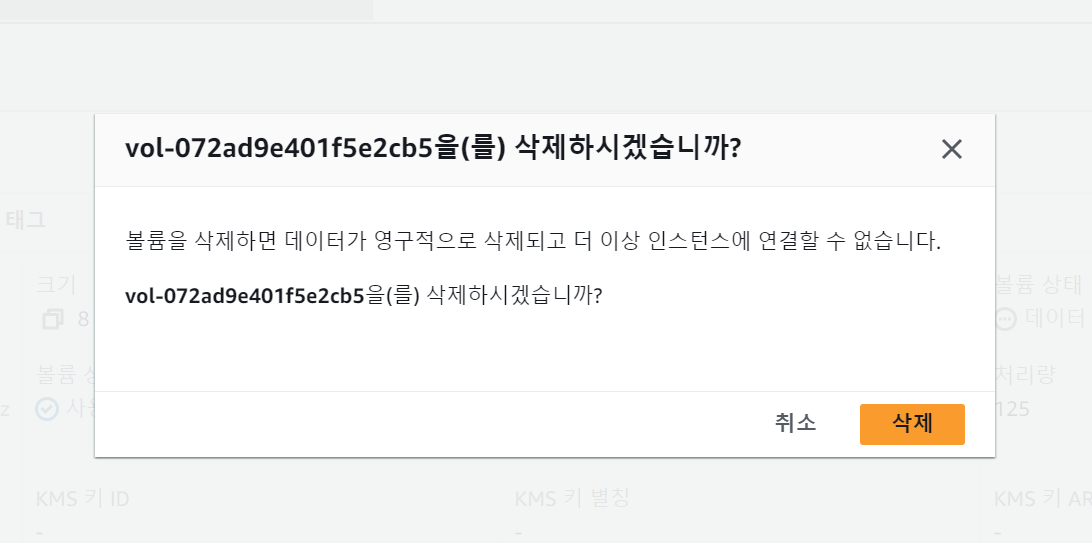 vol-072ad9e401f5e2cb5을(를) 삭제하시겠습니까?
볼륨을 삭제하면 데이터가 영구적으로 삭제되고 더 이상 인스턴스에 연결할 수 없습니다.
태그
크기
볼륨 상태
vol-072ad9e401f5e2cb5을(를) 삭제하시겠습니까?
8
데이터
볼륨
처리량
z
125
취소
삭제
KMS 키 ID
KMS 키 별칭
KMS 키
-
-
-